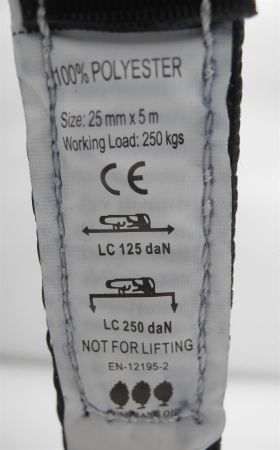 100% POLYESTER
Size: 25 mm x 5 m
Working Load: 250 kgs
CE
LC 125 daN
LC 250 daN
NOT FOR LIFTING
EN-12195-2